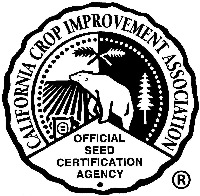 CALIFORNIA CROP IMPROVEMENT ASSOCIATION
OFFICIAL
SEED
CERTIFICATION
AGENCY
®